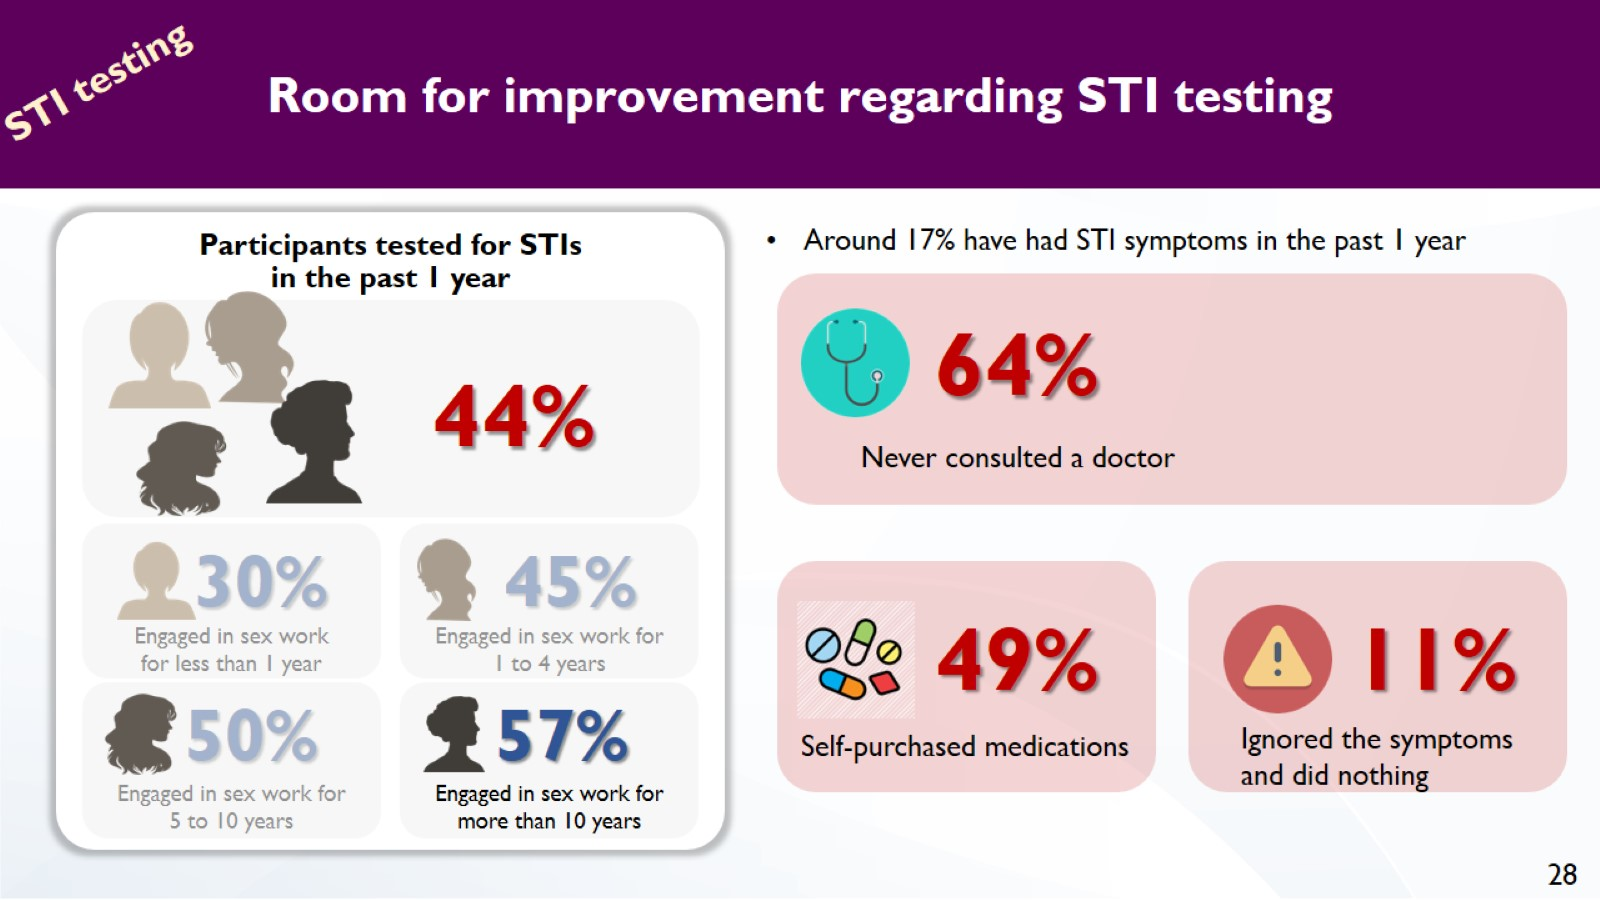 STI testing
Room for improvement regarding STI testing
Participants tested for STIs
in the past 1 year
44%
30%
Engaged in sex work
for less than 1 year
45%
Engaged in sex work for
1 to 4 years
50%
Engaged in sex work for
5 to 10 years
57%
Engaged in sex work for
more than 10 years
• Around 17% have had STI symptoms in the past 1 year
64%
Never consulted a doctor
49%
Self-purchased medications
11%
Ignored the symptoms
and did nothing
28